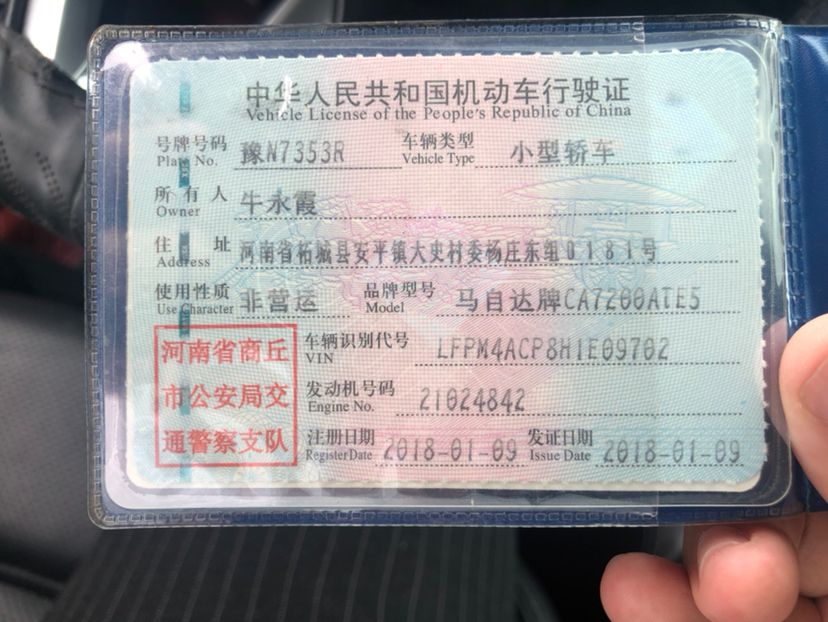 中华人民共和国机动车行驶证
Vehicle License of the People's Republic of China
号牌号码 豫N7353R 车辆类型 小型轿车
Plate No. Vehicle Type
所有人 牛永霞
Owner
住址 河南省柘城县安平镇大史村委杨庄东组0181号
Address
使用性质 非营运 品牌型号 马自达牌CA7200ATE5
Use Character Model
车辆识别代号 LFPM4ACP8H1E09702
VIN
发动机号码 21024842
Engine No.
注册日期 2018-01-09 发证日期 2018-01-09
Register Date Issue Date
河南省商丘
市公安局交
通警察支队